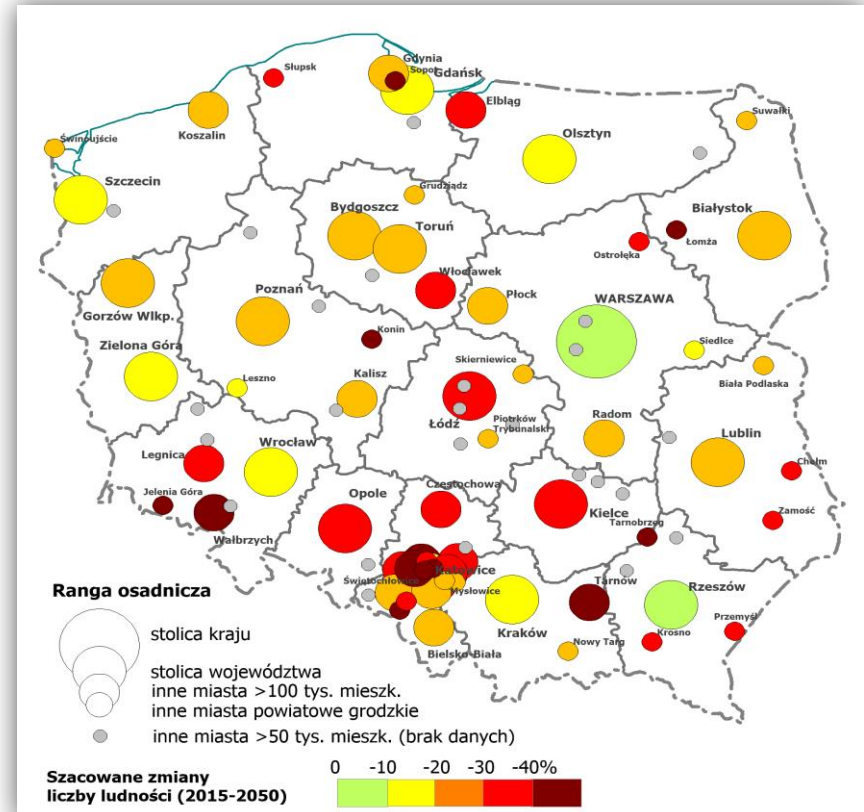 Słupsk
Gdynia
Sopot
Gdańsk
Elbląg
Suwałki
Świnoujście
Koszalin
Olsztyn
Szczecin
Grudziądz
Bydgoszcz
Toruń
Białystok
Łomża
Ostrołęka
Włocławek
Płock
WARSZAWA
Gorzów Wlkp.
Poznań
Konin
Zielona Góra
Siedlce
Skierniewice
Biała Podlaska
Leszno
Kalisz
Łódź
Piotrków
Trybunalski
Radom
Lublin
Legnica
Wrocław
Chełm
Jelenia Góra
Opole
Częstochowa
Kielce
Zamość
Wałbrzych
Tarnobrzeg
Katowice
Świętochłowice
Mysłowice
Tarnów
Rzeszów
Kraków
Przemyśl
Krosno
Nowy Targ
Bielsko-Biała
Ranga osadnicza
stolica kraju
stolica województwa
inne miasta >100 tys. mieszk.
inne miasta powiatowe grodzkie
inne miasta >50 tys. mieszk. (brak danych)
Szacowane zmiany
liczby ludności (2015-2050)
0 -10 -20 -30 -40%